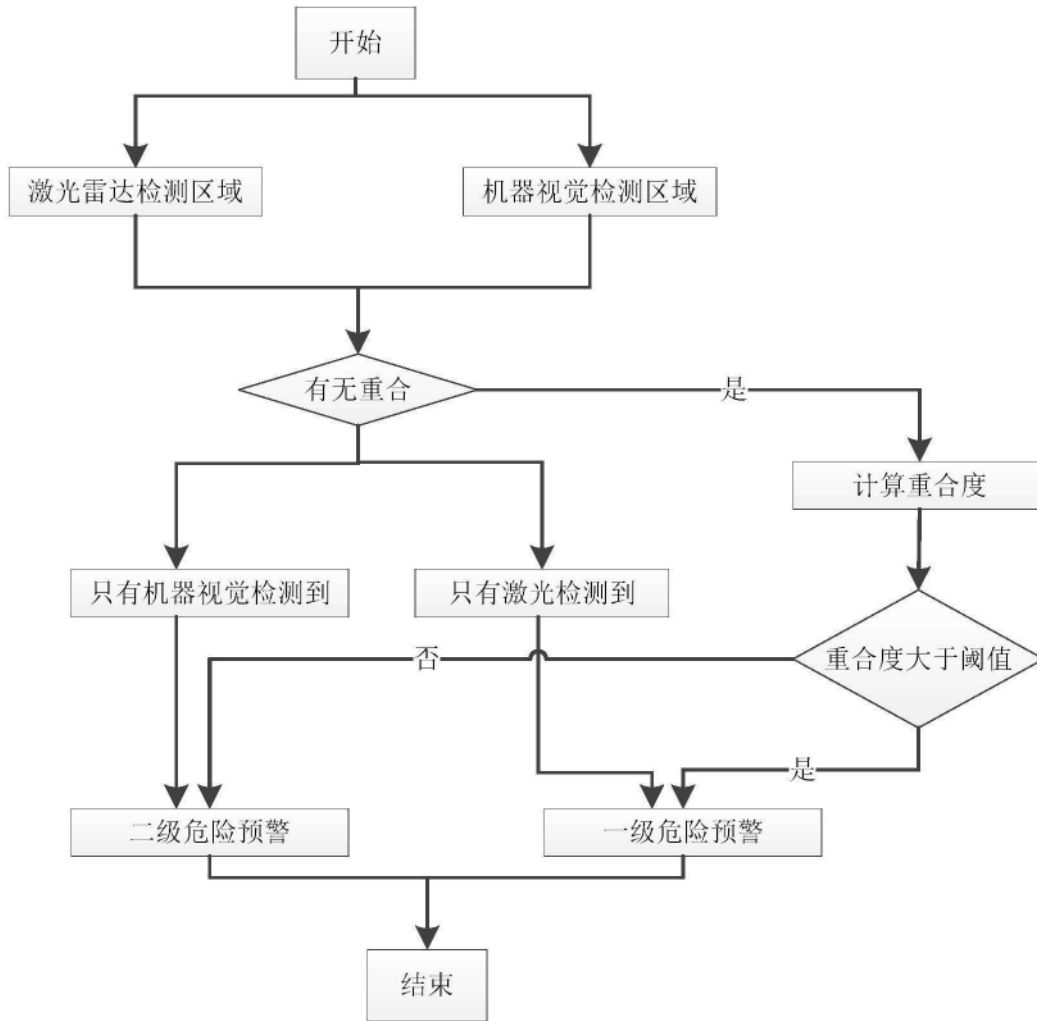 开始
激光雷达检测区域
机器视觉检测区域
有无重合
是
计算重合度
只有机器视觉检测到
只有激光检测到
否
重合度大于阈值
是
二级危险预警
一级危险预警
结束